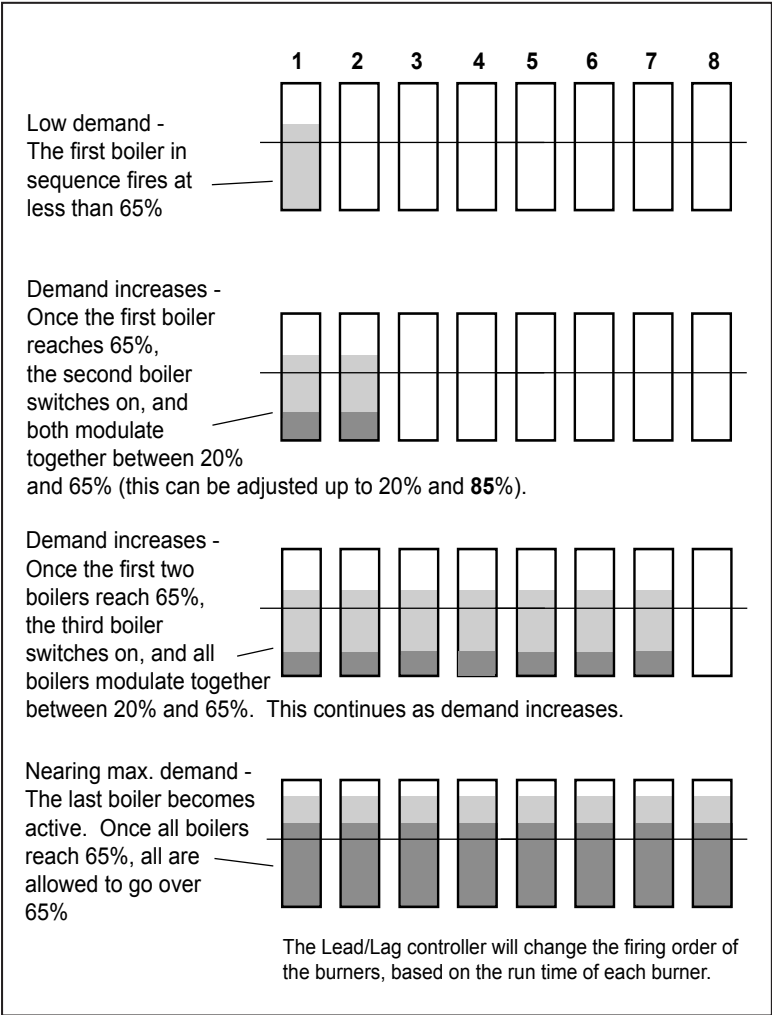 1 2 3 4 5 6 7 8
Low demand -
The first boiler in
sequence fires at
less than 65%
Demand increases -
Once the first boiler
reaches 65%,
the second boiler
switches on, and
both modulate
together between 20%
and 65% (this can be adjusted up to 20% and 85%).
Demand increases -
Once the first two
boilers reach 65%,
the third boiler
switches on, and all
boilers modulate together
between 20% and 65%.  This continues as demand increases.
Nearing max. demand -
The last boiler becomes
active.  Once all boilers
reach 65%, all are
allowed to go over
65%
The Lead/Lag controller will change the firing order of
the burners, based on the run time of each burner.